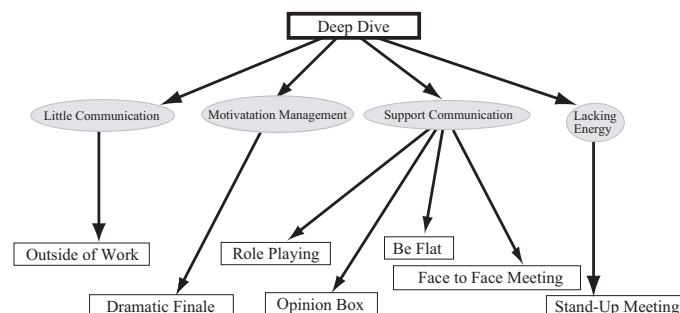 Deep Dive
Little Communication
Motivatation Management
Support Communication
Lacking
Energy
Outside of Work
Role Playing
Be Flat
Face to Face Meeting
Dramatic Finale
Opinion Box
Stand-Up Meeting